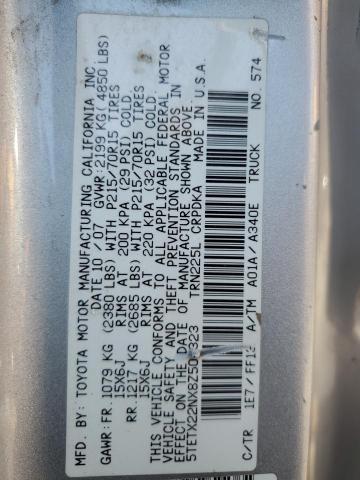 MFD. BY: TOYOTA MOTOR MANUFACTURING CALIFORNIA INC.
DATE 10 07 GVWR: 2199 KG (4850 LBS)
GAWR: FR. 1079 KG (2380 LBS) WITH P215/70R15 TIRES
15X6J RIMS AT 200 KPA (29 PSI) COLD
RR. 1217 KG (2685 LBS) WITH P215/70R15 TIRES
15X6J RIMS AT 220 KPA (32 PSI) COLD
THIS VEHICLE CONFORMS TO ALL APPLICABLE FEDERAL MOTOR
VEHICLE SAFETY AND THEFT PREVENTION STANDARDS IN
EFFECT ON THE DATE OF MANUFACTURE SHOWN ABOVE.
TRN225L CRPDKA MADE IN U.S.A.
C/TR 1E7 A/TM A01A/ A340E TRUCK NO. 574